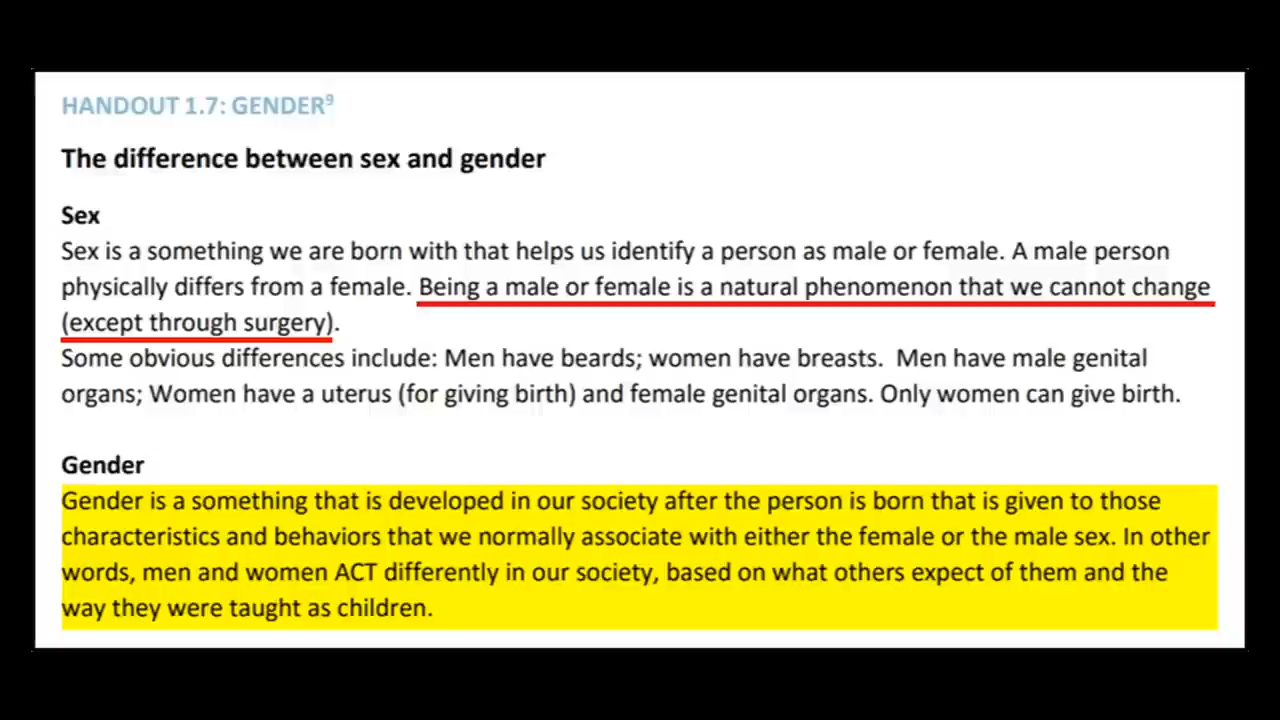 HANDOUT 1.7: GENDER⁹
The difference between sex and gender
Sex
Sex is a something we are born with that helps us identify a person as male or female. A male person
physically differs from a female. Being a male or female is a natural phenomenon that we cannot change
(except through surgery).
Some obvious differences include: Men have beards; women have breasts.  Men have male genital
organs; Women have a uterus (for giving birth) and female genital organs. Only women can give birth.
Gender
Gender is a something that is developed in our society after the person is born that is given to those
characteristics and behaviors that we normally associate with either the female or the male sex. In other
words, men and women ACT differently in our society, based on what others expect of them and the
way they were taught as children.